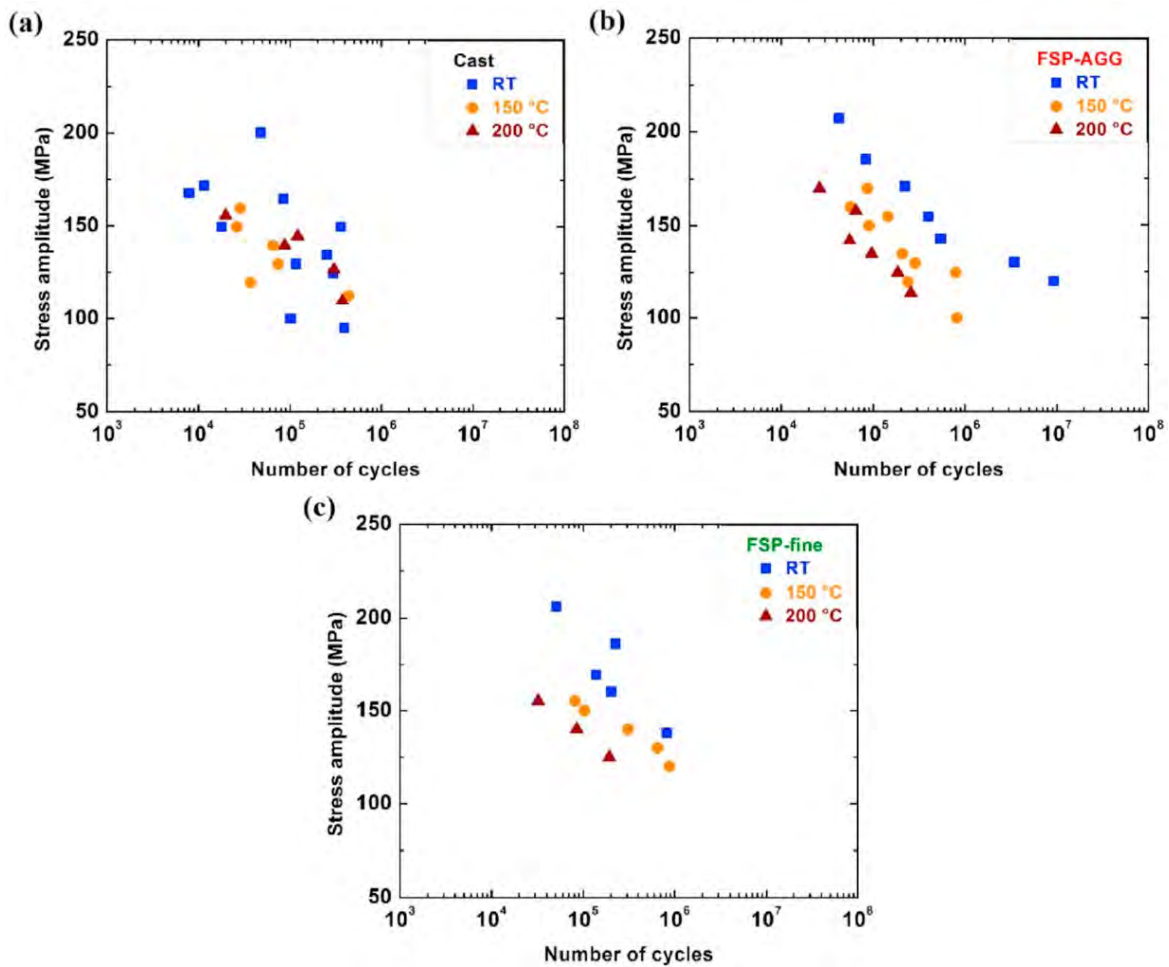 (a)
250
200
150
100
50
Stress amplitude (MPa)
Cast
RT
150 °C
200 °C
10³ 10⁴ 10⁵ 10⁶ 10⁷ 10⁸
Number of cycles
(b)
250
200
150
100
50
Stress amplitude (MPa)
FSP-AGG
RT
150 °C
200 °C
10³ 10⁴ 10⁵ 10⁶ 10⁷ 10⁸
Number of cycles
(c)
250
200
150
100
50
Stress amplitude (MPa)
FSP-fine
RT
150 °C
200 °C
10³ 10⁴ 10⁵ 10⁶ 10⁷ 10⁸
Number of cycles